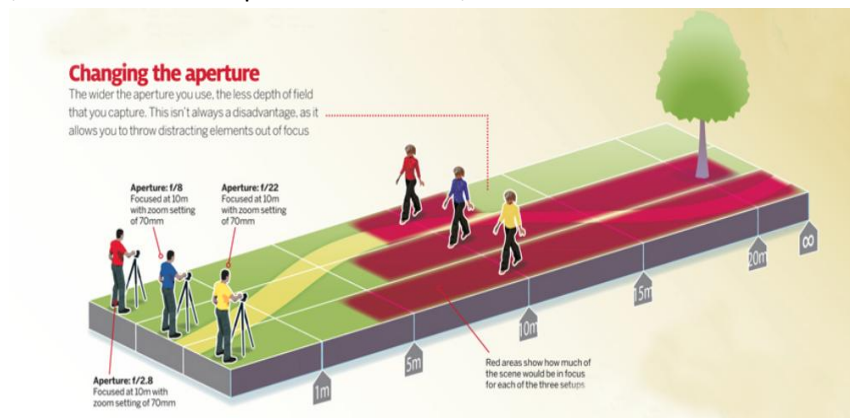 Changing the aperture
The wider the aperture you use, the less depth of field
that you capture. This isn't always a disadvantage, as it
allows you to throw distracting elements out of focus
Aperture: f/8
Focused at 10m
with zoom setting
of 70mm
Aperture: f/22
Focused at 10m
with zoom setting
of 70mm
Aperture: f/2.8
Focused at 10m with
zoom setting of 70mm
1m
5m
10m
15m
20m
∞
Red areas show how much of
the scene would be in focus
for each of the three setups